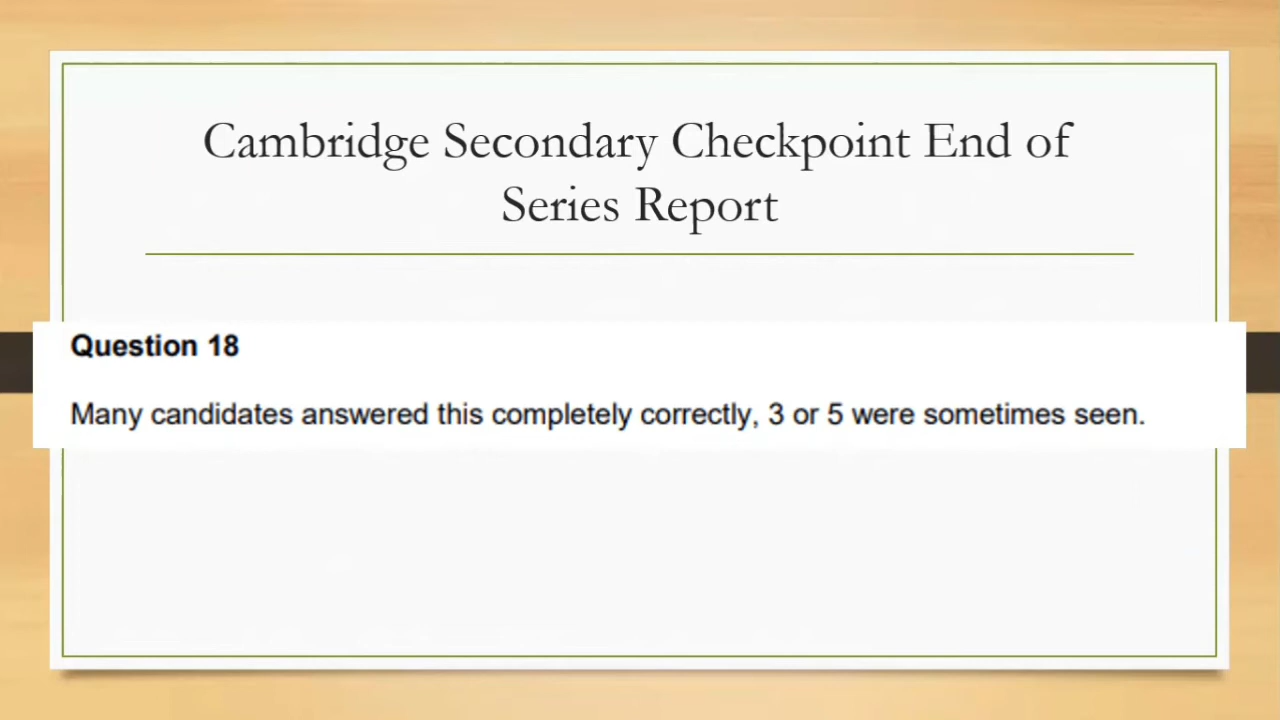 Cambridge Secondary Checkpoint End of
Series Report
Question 18
Many candidates answered this completely correctly, 3 or 5 were sometimes seen.